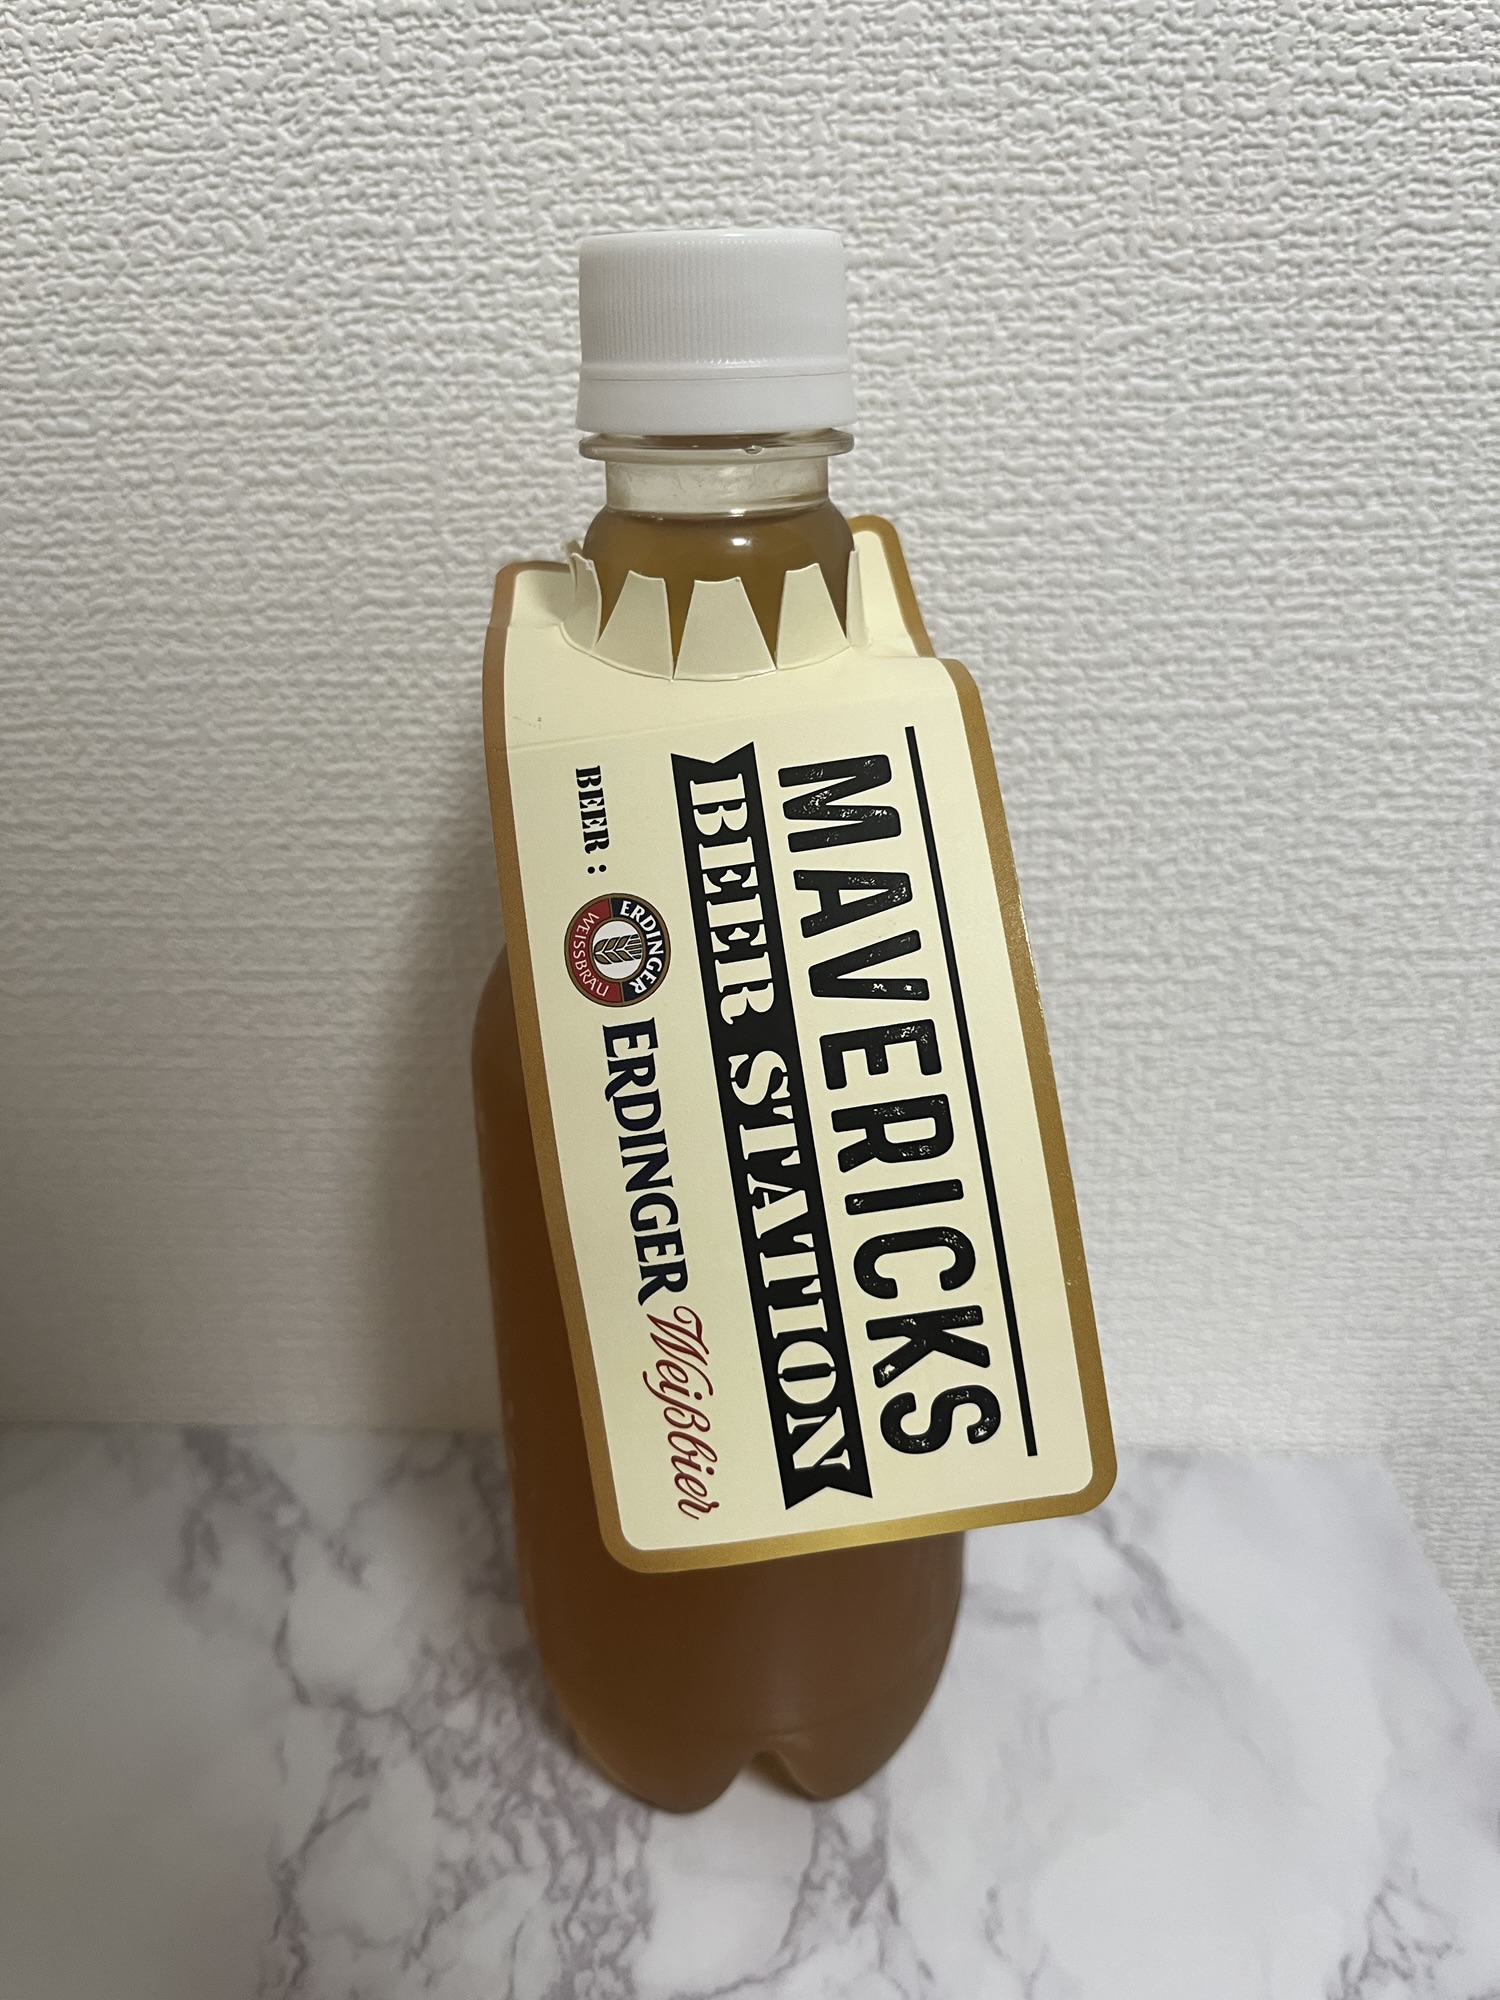 MAVERICKS
BEER STATION
BEER : ERDINGER WEISSBRÄU ERDINGER Weißbier